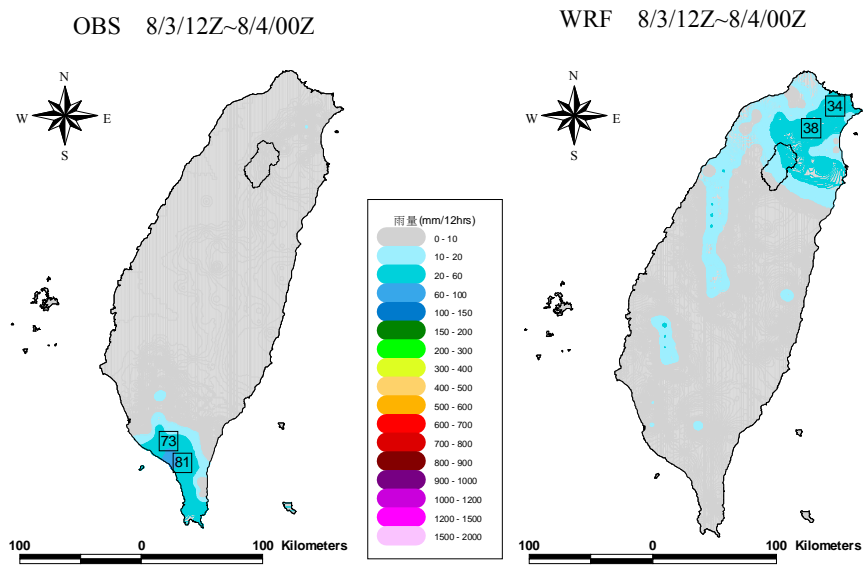 OBS 8/3/12Z~8/4/00Z
N
W E
S
73
81
100 0 100 Kilometers
雨量(mm/12hrs)
0 - 10
10 - 20
20 - 60
60 - 100
100 - 150
150 - 200
200 - 300
300 - 400
400 - 500
500 - 600
600 - 700
700 - 800
800 - 900
900 - 1000
1000 - 1200
1200 - 1500
1500 - 2000
WRF 8/3/12Z~8/4/00Z
N
W E
S
34
38
100 0 100 Kilometers